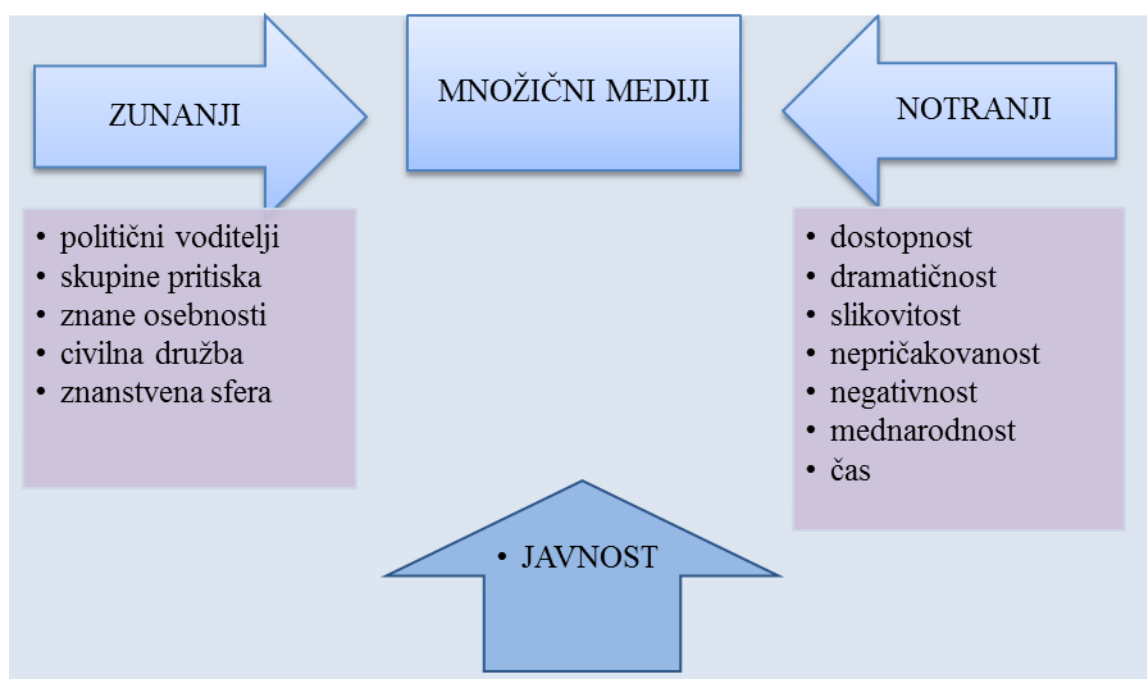 MNOŽIČNI MEDIJI
ZUNANJI
NOTRANJI
• politični voditelji
• skupine pritiska
• znane osebnosti
• civilna družba
• znanstvena sfera
• dostopnost
• dramatičnost
• slikovitost
• nepričakovanost
• negativnost
• mednarodnost
• čas
• JAVNOST